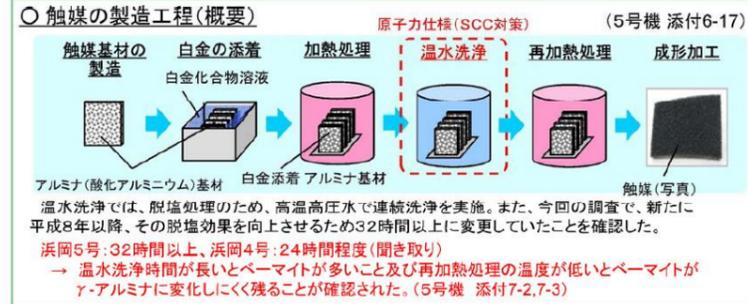 ○ 触媒の製造工程(概要)
原子力仕様(SCC対策)
(5号機 添付6-17)
触媒基材の
製造
白金の添着
加熱処理
温水洗浄
再加熱処理
成形加工
白金化合物溶液
アルミナ(酸化アルミニウム)基材
白金添着 アルミナ基材
触媒(写真)
温水洗浄では、脱塩処理のため、高温高圧水で連続洗浄を実施。また、今回の調査で、新たに
平成8年以降、その脱塩効果を向上させるため32時間以上に変更していたことを確認した。
浜岡5号:32時間以上、浜岡4号:24時間程度(聞き取り)
→ 温水洗浄時間が長いとベーマイトが多いこと及び再加熱処理の温度が低いとベーマイトが
γ-アルミナに変化しにくく残ることが確認された。(5号機 添付7-2,7-3)